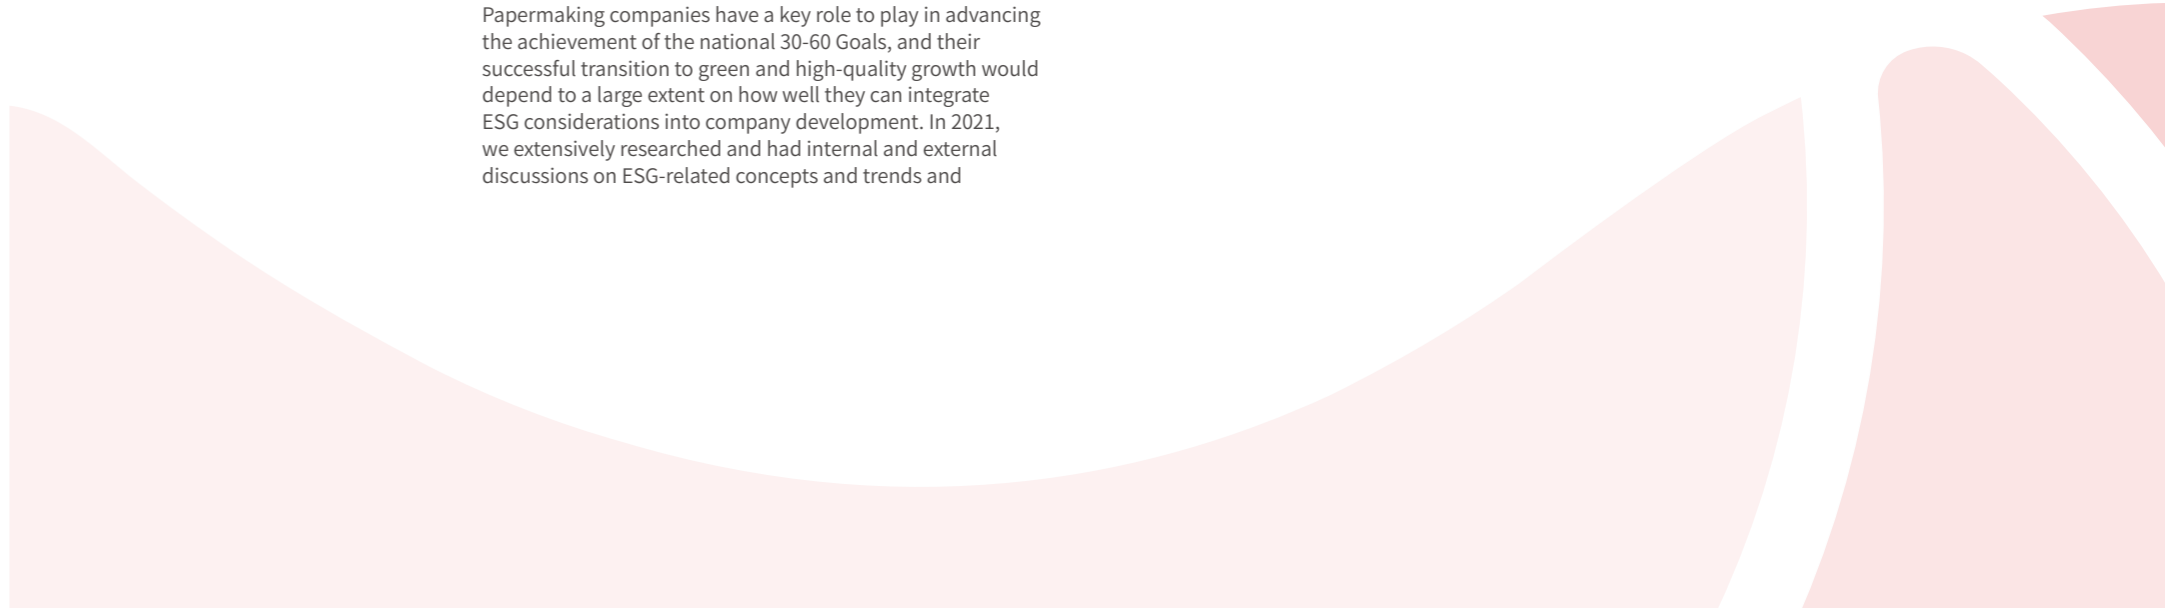 Papermaking companies have a key role to play in advancing
the achievement of the national 30-60 Goals, and their
successful transition to green and high-quality growth would
depend to a large extent on how well they can integrate
ESG considerations into company development. In 2021,
we extensively researched and had internal and external
discussions on ESG-related concepts and trends and